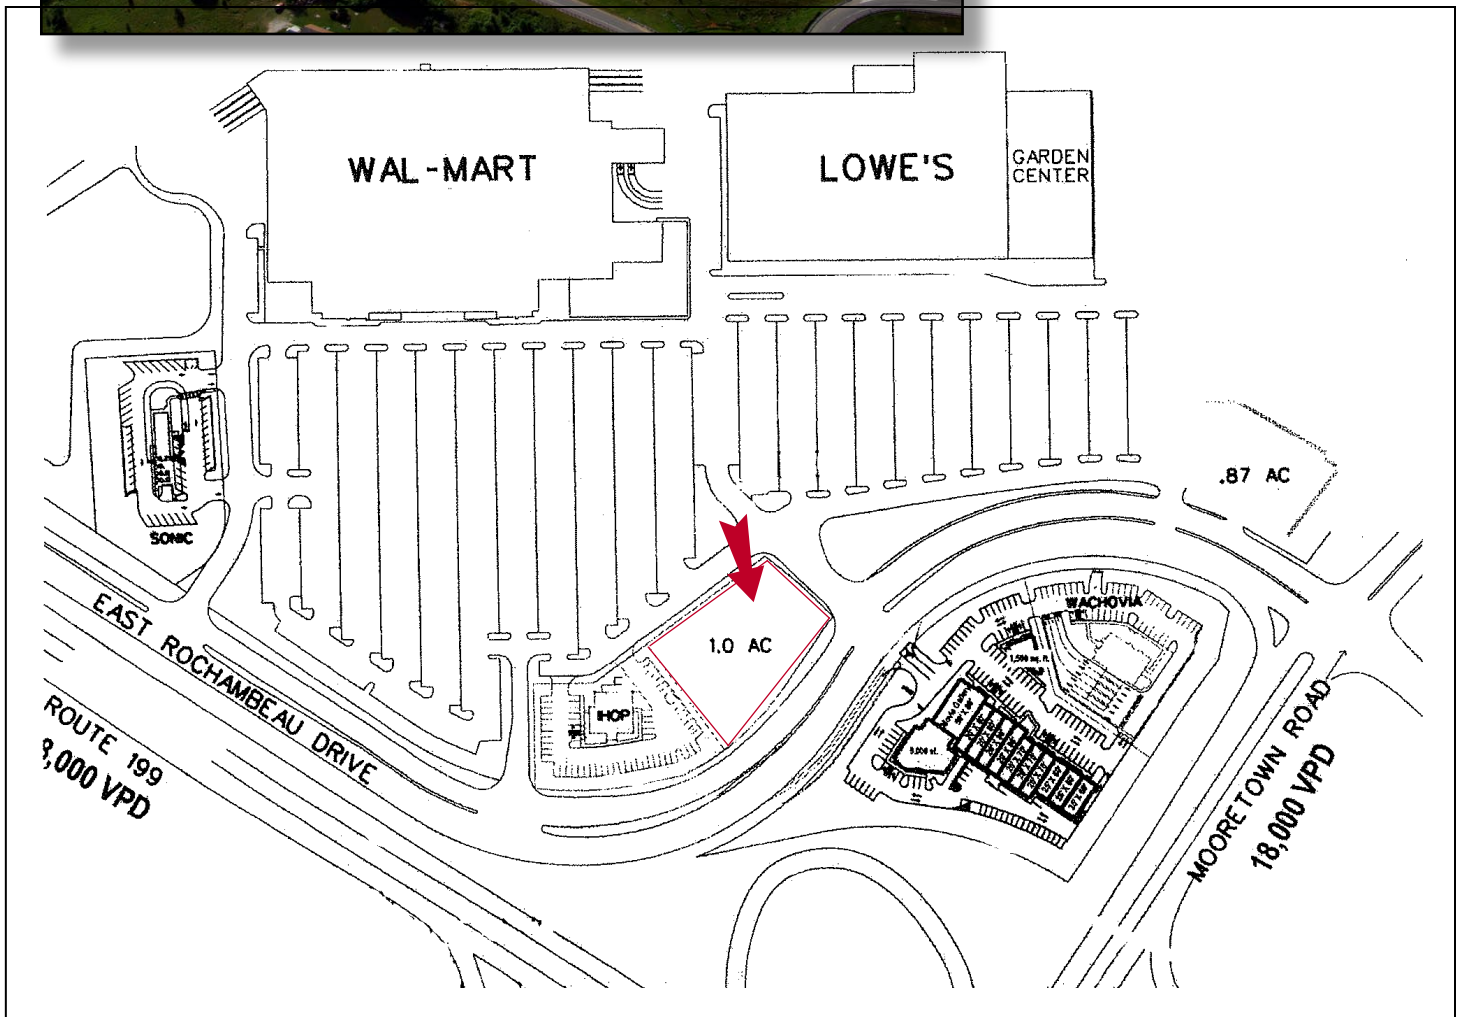 WAL-MART
LOWE'S
GARDEN
CENTER
.87 AC
SONIC
WACHOVIA
1.0 AC
IHOP
EAST ROCHAMBEAU DRIVE
ROUTE 199
,000 VPD
MOORETOWN ROAD
18,000 VPD